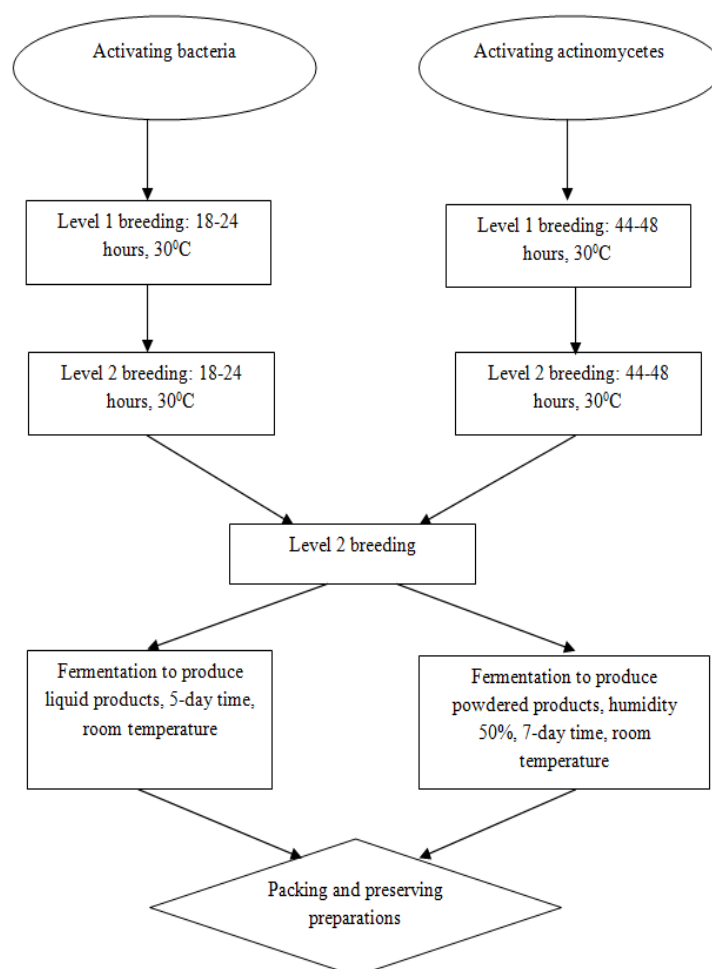 Activating bacteria
Activating actinomycetes
Level 1 breeding: 18-24
hours, 30⁰C
Level 1 breeding: 44-48
hours, 30⁰C
Level 2 breeding: 18-24
hours, 30⁰C
Level 2 breeding: 44-48
hours, 30⁰C
Level 2 breeding
Fermentation to produce
liquid products, 5-day time,
room temperature
Fermentation to produce
powdered products, humidity
50%, 7-day time, room
temperature
Packing and preserving
preparations